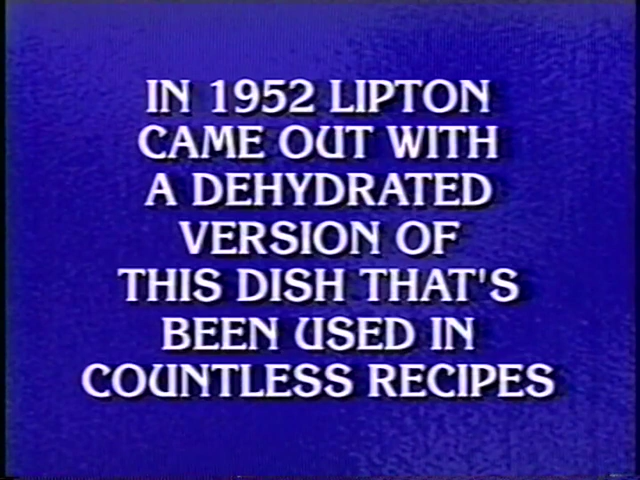 IN 1952 LIPTON
CAME OUT WITH
A DEHYDRATED
VERSION OF
THIS DISH THAT'S
BEEN USED IN
COUNTLESS RECIPES